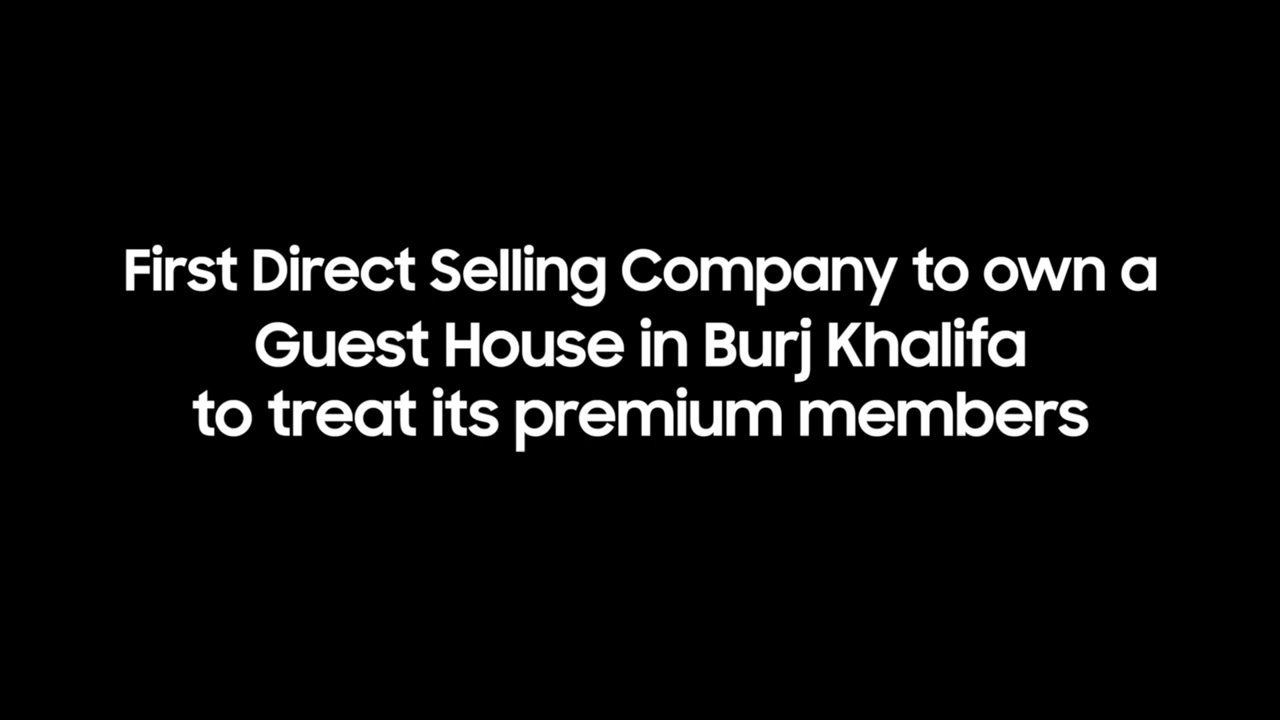 First Direct Selling Company to own a
Guest House in Burj Khalifa
to treat its premium members